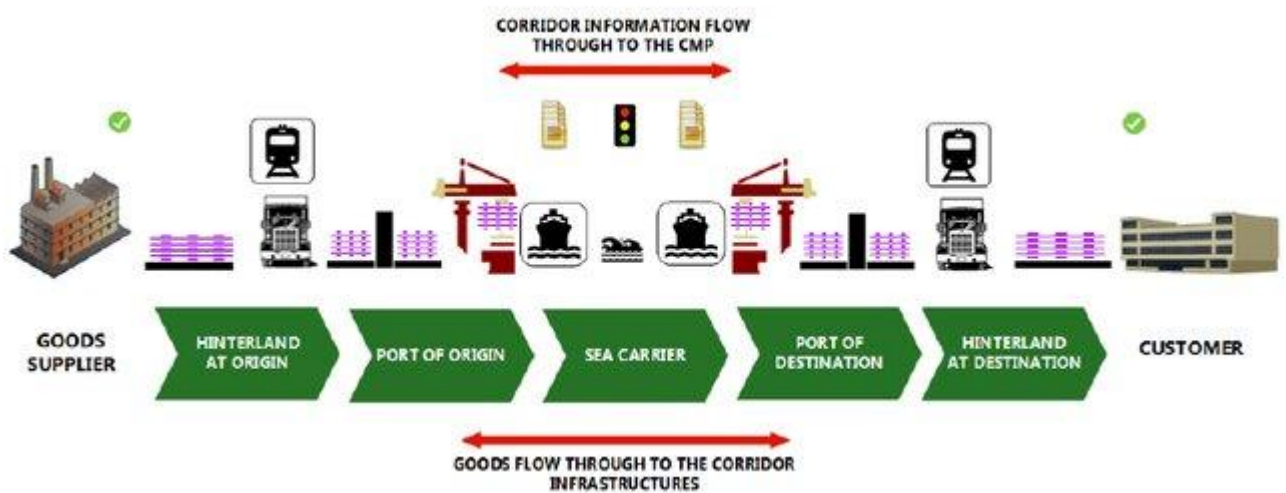 CORRIDOR INFORMATION FLOW
THROUGH TO THE CMP
GOODS
SUPPLIER
HINTERLAND
AT ORIGIN
PORT OF ORIGIN
SEA CARRIER
PORT OF
DESTINATION
HINTERLAND
AT DESTINATION
CUSTOMER
GOODS FLOW THROUGH TO THE CORRIDOR
INFRASTRUCTURES